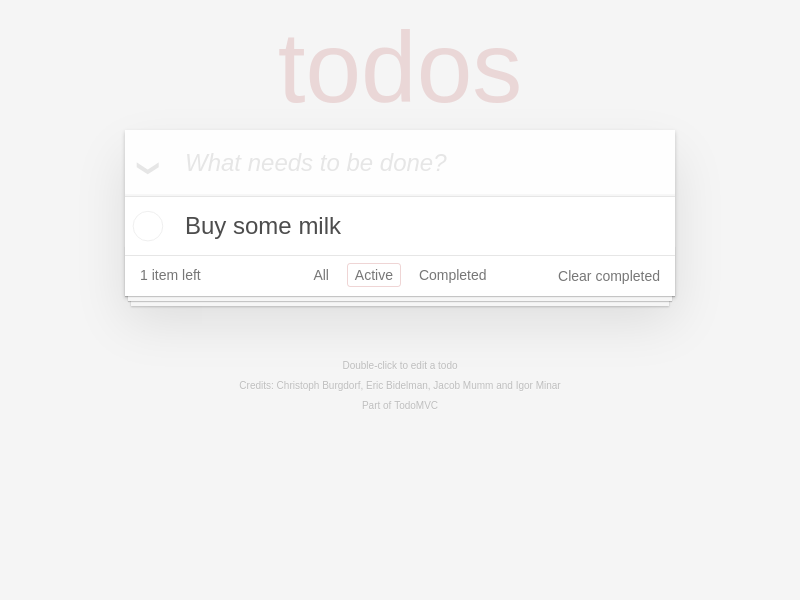 todos
What needs to be done?
Buy some milk
1 item left All Active Completed Clear completed
Double-click to edit a todo
Credits: Christoph Burgdorf, Eric Bidelman, Jacob Mumm and Igor Minar
Part of TodoMVC